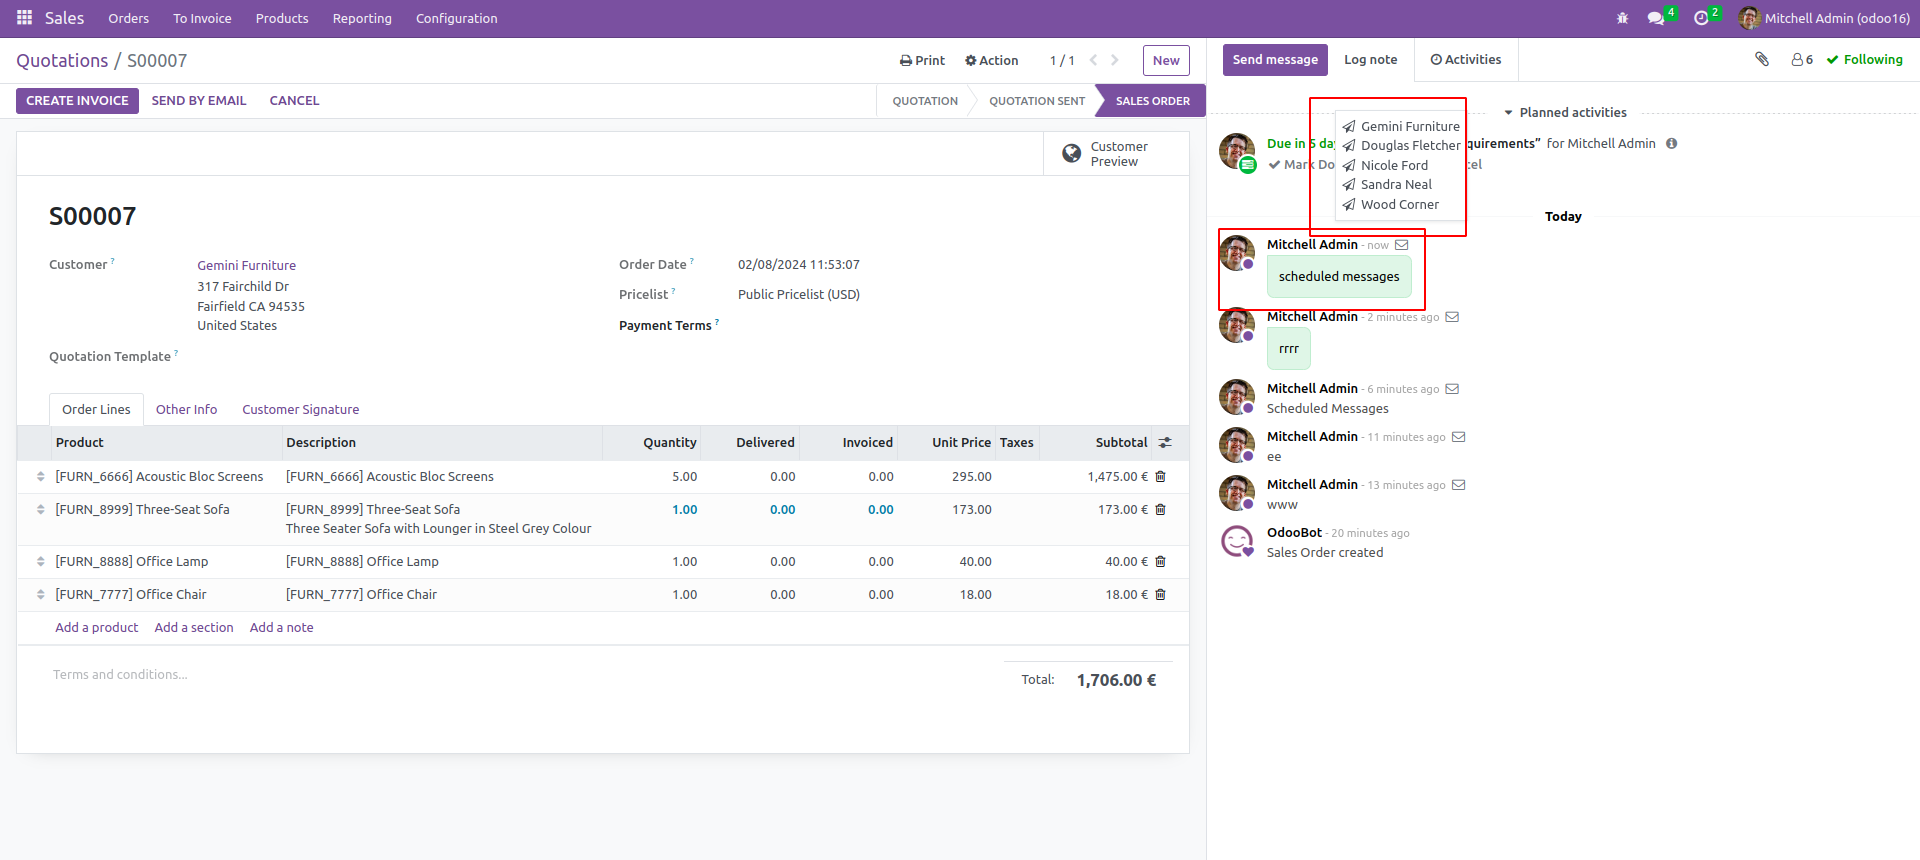 Sales Orders To Invoice Products Reporting Configuration 4 2 Mitchell Admin (odoo16)
Quotations / S00007 Print Action 1 / 1 New
CREATE INVOICE SEND BY EMAIL CANCEL QUOTATION QUOTATION SENT SALES ORDER
Customer
Preview
S00007
Customer ? Gemini Furniture
317 Fairchild Dr
Fairfield CA 94535
United States
Quotation Template ?
Order Date ? 02/08/2024 11:53:07
Pricelist ? Public Pricelist (USD)
Payment Terms ?
Order Lines Other Info Customer Signature
Product Description Quantity Delivered Invoiced Unit Price Taxes Subtotal
[FURN_6666] Acoustic Bloc Screens [FURN_6666] Acoustic Bloc Screens 5.00 0.00 0.00 295.00 1,475.00 €
[FURN_8999] Three-Seat Sofa [FURN_8999] Three-Seat Sofa 1.00 0.00 0.00 173.00 173.00 €
Three Seater Sofa with Lounger in Steel Grey Colour
[FURN_8888] Office Lamp [FURN_8888] Office Lamp 1.00 0.00 0.00 40.00 40.00 €
[FURN_7777] Office Chair [FURN_7777] Office Chair 1.00 0.00 0.00 18.00 18.00 €
Add a product Add a section Add a note
Terms and conditions...
Total: 1,706.00 €
Send message Log note Activities 6 Following
Planned activities
Due in 5 day quirements” for Mitchell Admin
Mark Do
Gemini Furniture
Douglas Fletcher
Nicole Ford
Sandra Neal
Wood Corner
Today
Mitchell Admin - now
scheduled messages
Mitchell Admin - 2 minutes ago
rrrr
Mitchell Admin - 6 minutes ago
Scheduled Messages
Mitchell Admin - 11 minutes ago
ee
Mitchell Admin - 13 minutes ago
www
OdooBot - 20 minutes ago
Sales Order created